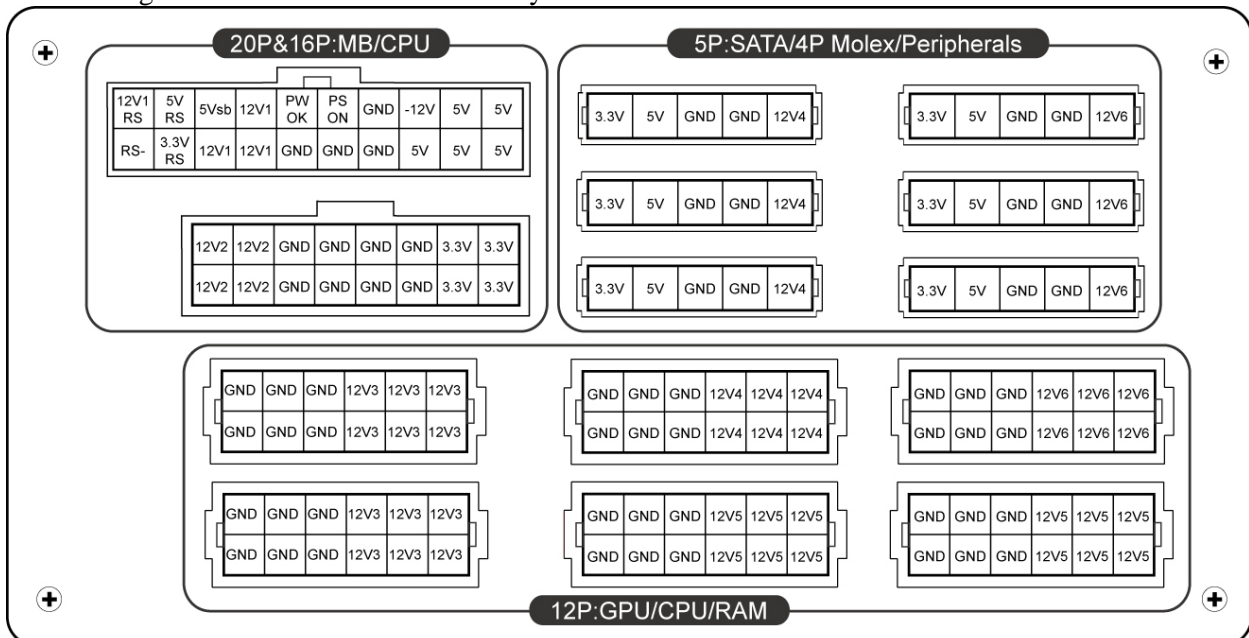 20P&16P:MB/CPU
12V1 RS 5V RS 5Vsb 12V1 PW OK PS ON GND -12V 5V 5V
RS- 3.3V RS 12V1 12V1 GND GND GND 5V 5V 5V
12V2 12V2 GND GND GND GND 3.3V 3.3V
12V2 12V2 GND GND GND GND 3.3V 3.3V
5P:SATA/4P Molex/Peripherals
3.3V 5V GND GND 12V4
3.3V 5V GND GND 12V6
3.3V 5V GND GND 12V4
3.3V 5V GND GND 12V6
3.3V 5V GND GND 12V4
3.3V 5V GND GND 12V6
GND GND GND 12V3 12V3 12V3
GND GND GND 12V3 12V3 12V3
GND GND GND 12V4 12V4 12V4
GND GND GND 12V4 12V4 12V4
GND GND GND 12V6 12V6 12V6
GND GND GND 12V6 12V6 12V6
GND GND GND 12V3 12V3 12V3
GND GND GND 12V3 12V3 12V3
GND GND GND 12V5 12V5 12V5
GND GND GND 12V5 12V5 12V5
GND GND GND 12V5 12V5 12V5
GND GND GND 12V5 12V5 12V5
12P:GPU/CPU/RAM